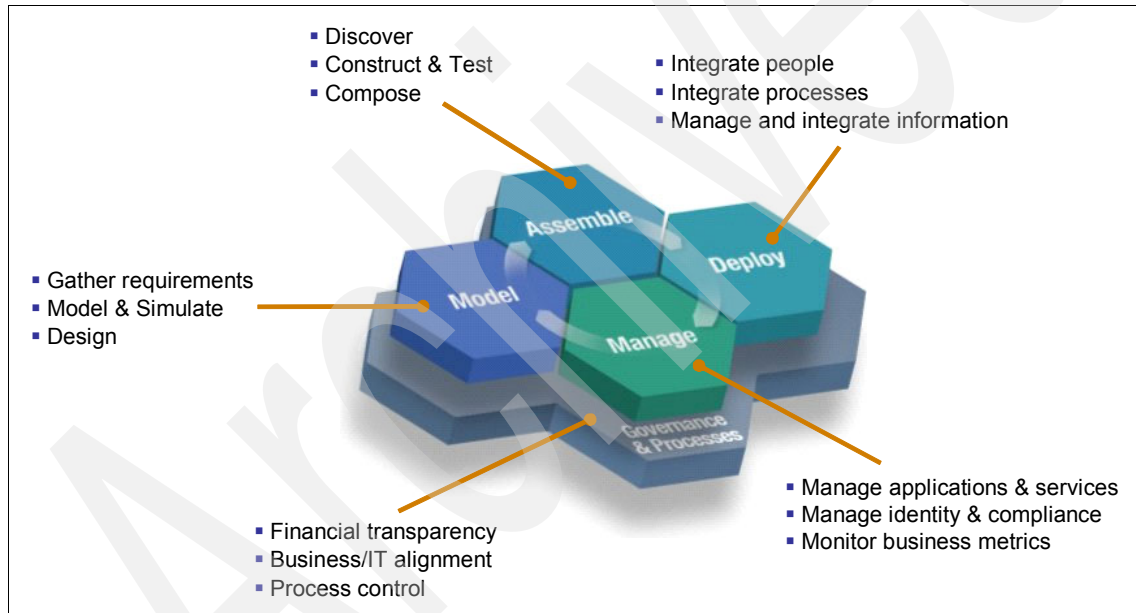 Discover
Construct & Test
Compose
Integrate people
Integrate processes
Manage and integrate information
Assemble
Deploy
Gather requirements
Model & Simulate
Design
Model
Manage
Governance
& Processes
Manage applications & services
Manage identity & compliance
Monitor business metrics
Financial transparency
Business/IT alignment
Process control